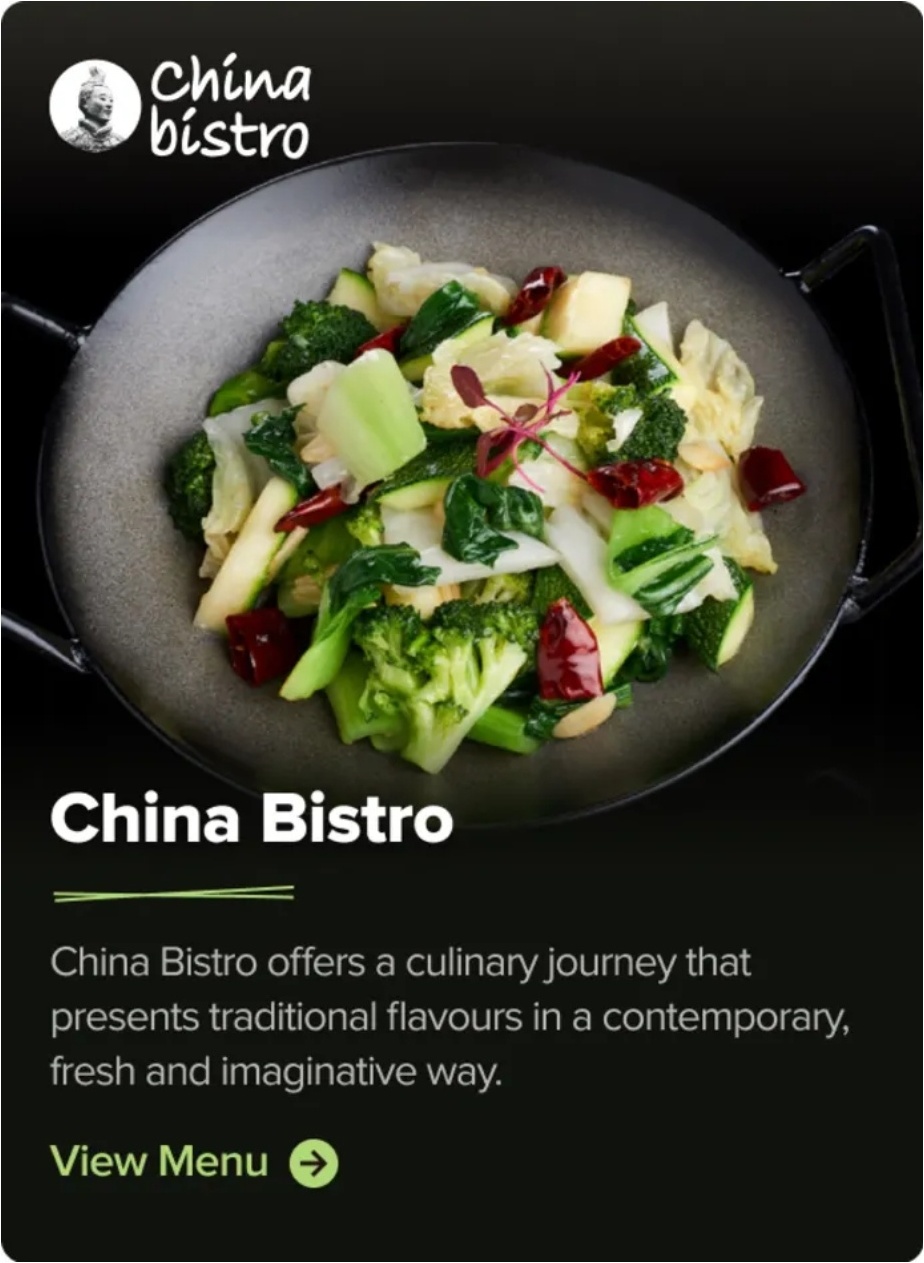 China
bistro
China Bistro
China Bistro offers a culinary journey that
presents traditional flavours in a contemporary,
fresh and imaginative way.
View Menu